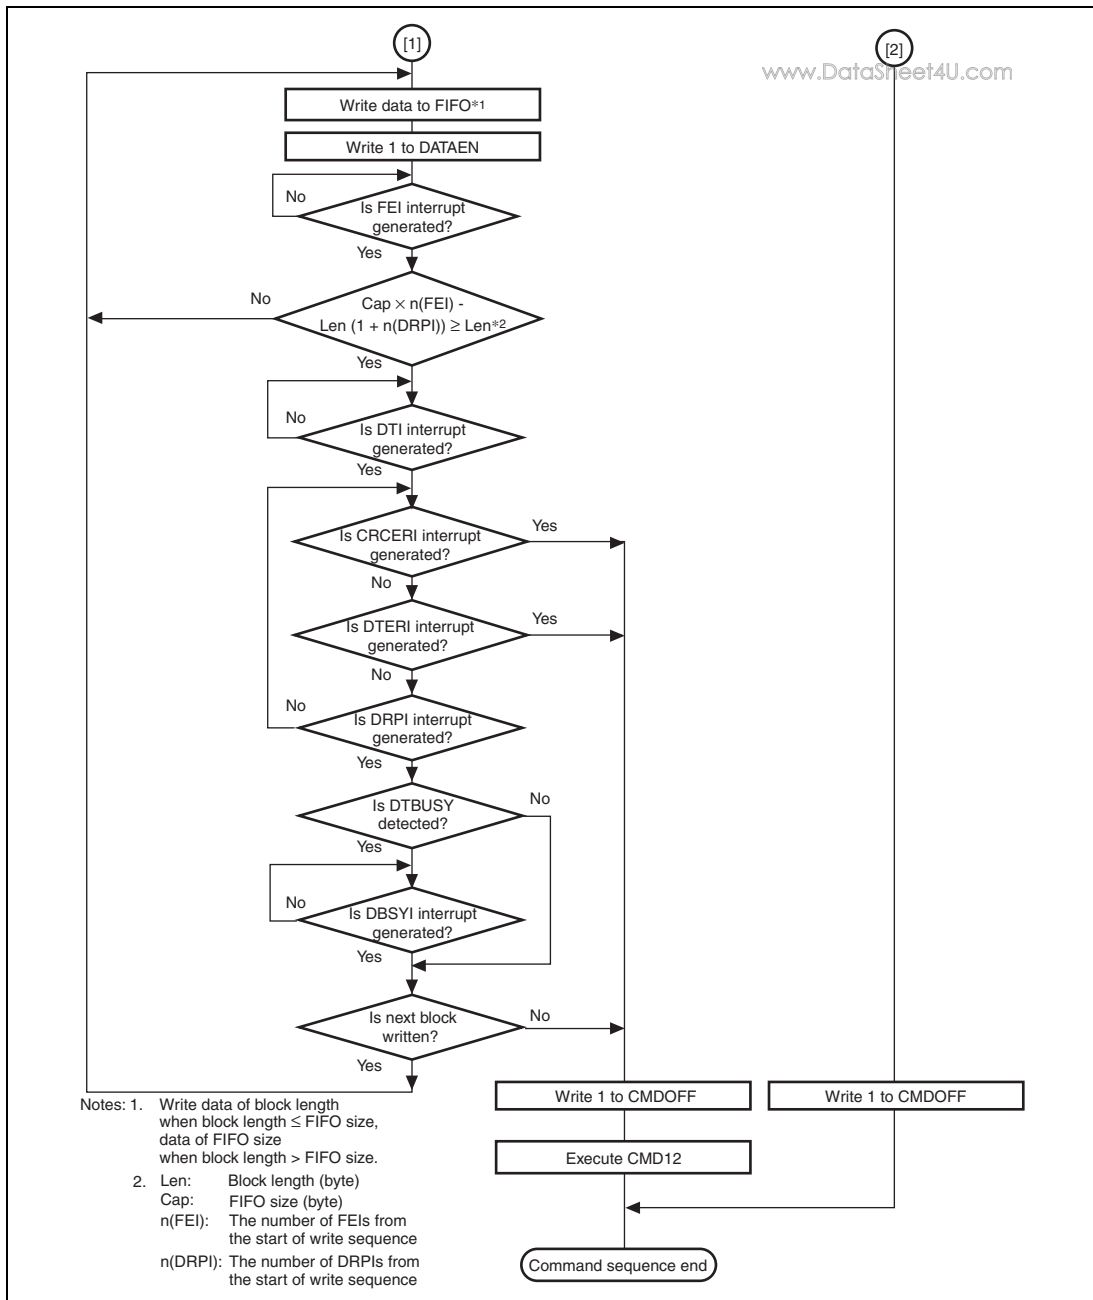 [1]
[2]
www.DataSheet4U.com
Write data to FIFO*1
Write 1 to DATAEN
No
Is FEI interrupt
generated?
Yes
No
Cap × n(FEI) -
Len (1 + n(DRPI)) ≥ Len*2
Yes
No
Is DTI interrupt
generated?
Yes
Is CRCERI interrupt
generated?
Yes
No
Is DTERI interrupt
generated?
Yes
No
No
Is DRPI interrupt
generated?
Yes
Is DTBUSY
detected?
No
Yes
No
Is DBSYI interrupt
generated?
Yes
Is next block
written?
No
Yes
Write 1 to CMDOFF
Write 1 to CMDOFF
Execute CMD12
Command sequence end
Notes: 1. Write data of block length
when block length ≤ FIFO size,
data of FIFO size
when block length > FIFO size.
2. Len: Block length (byte)
Cap: FIFO size (byte)
n(FEI): The number of FEIs from
the start of write sequence
n(DRPI): The number of DRPIs from
the start of write sequence